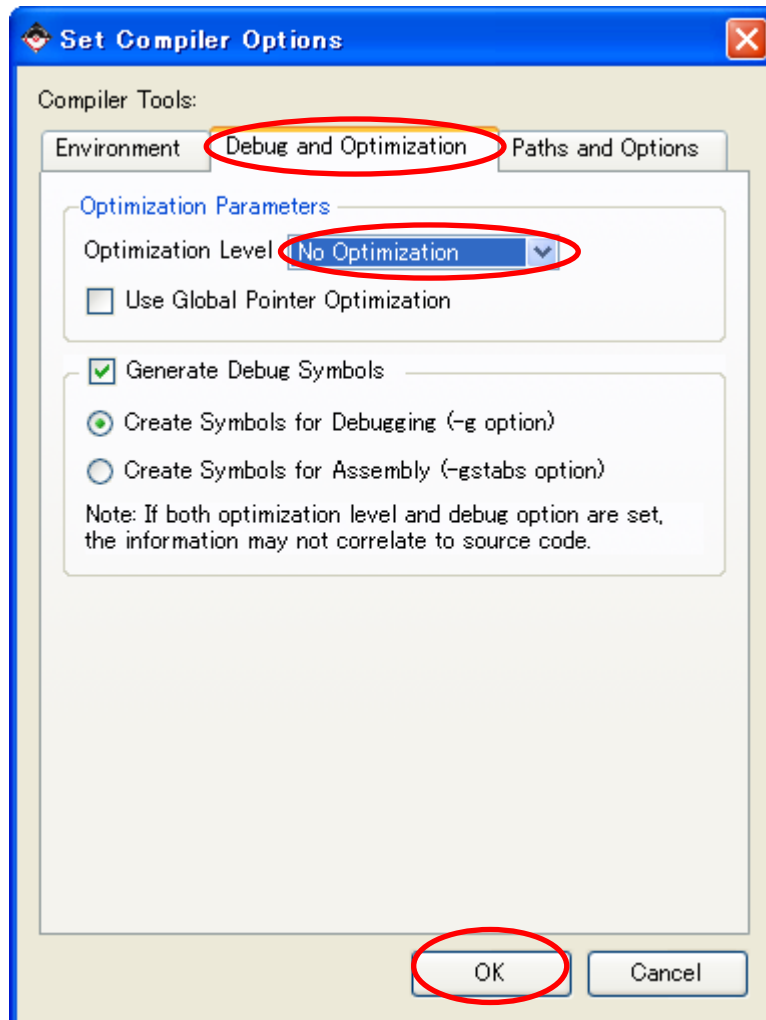 Set Compiler Options
Compiler Tools:
Environment
Debug and Optimization
Paths and Options
Optimization Parameters
Optimization Level
No Optimization
Use Global Pointer Optimization
Generate Debug Symbols
Create Symbols for Debugging (-g option)
Create Symbols for Assembly (-gstabs option)
Note: If both optimization level and debug option are set,
the information may not correlate to source code.
OK
Cancel